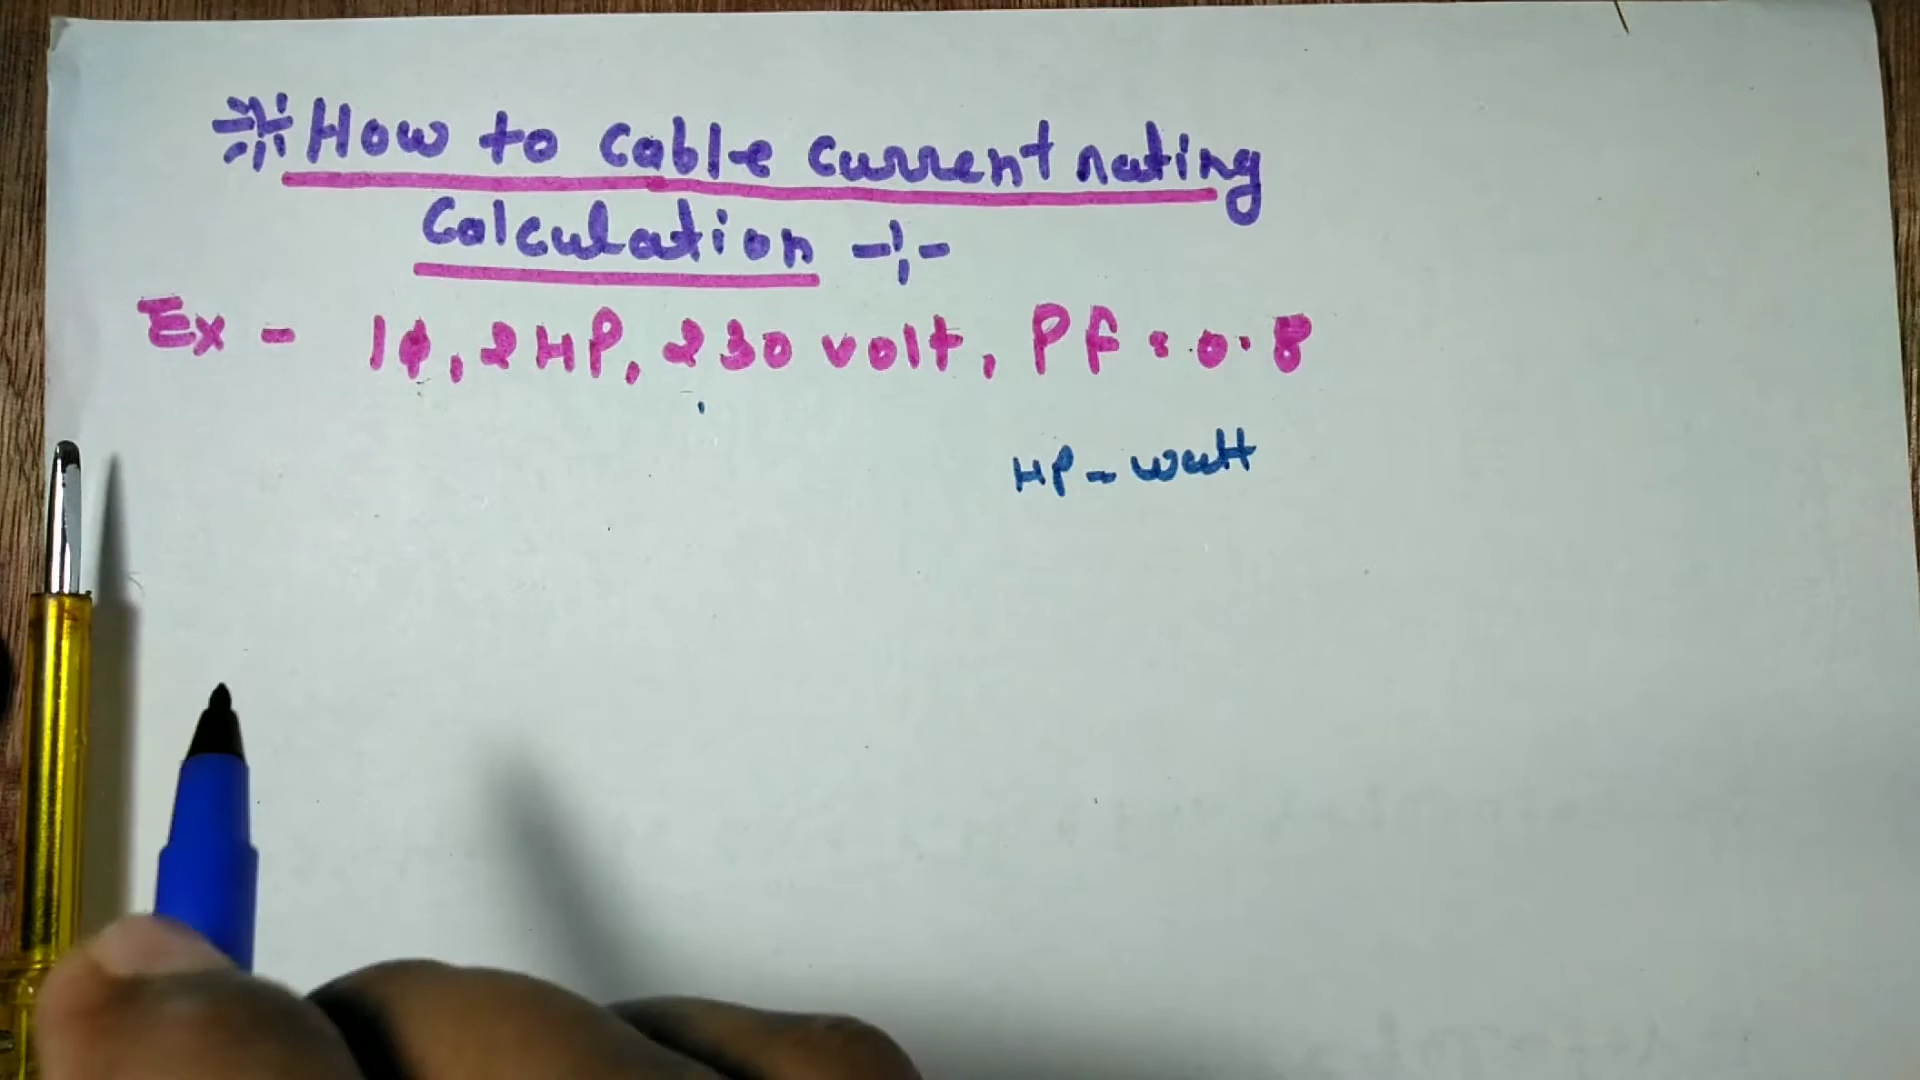 How to cable current rating
Calculation -:-
Ex - 1ϕ, 2HP, 230 volt, PF = 0.8
HP - watt